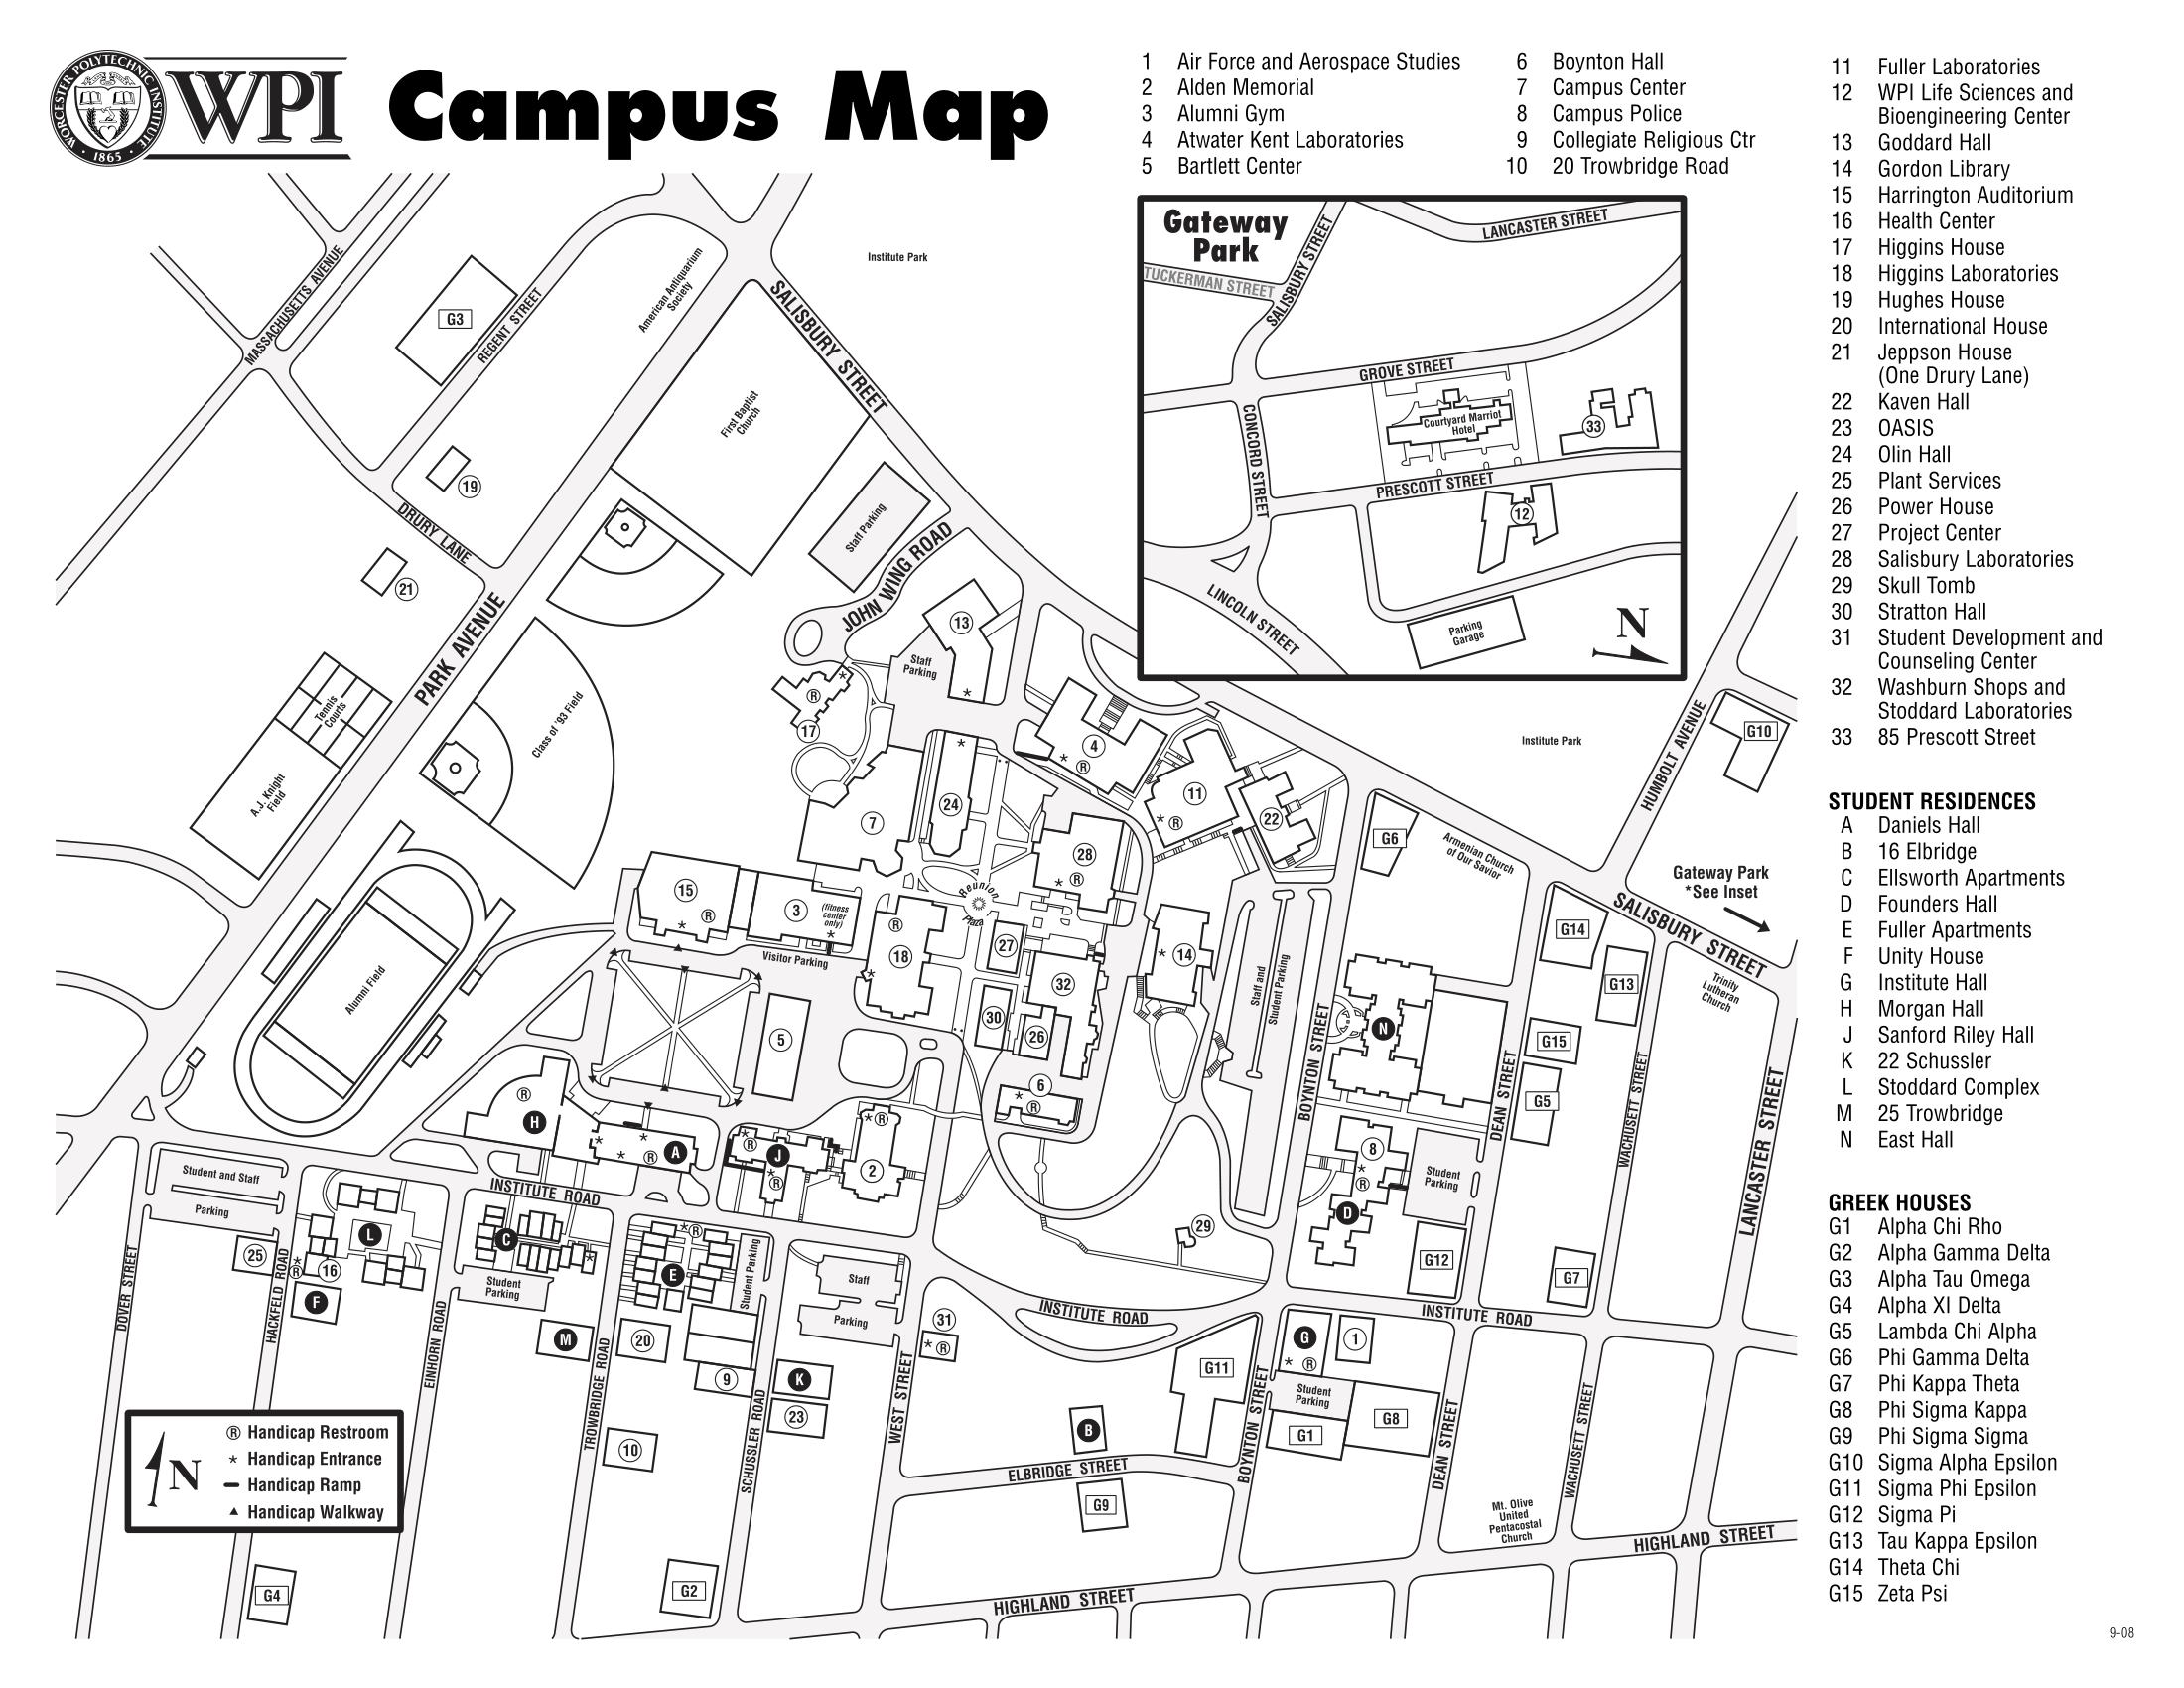 WORCESTER POLYTECHNIC INSTITUTE
1865
WPI
Campus Map
1 Air Force and Aerospace Studies
2 Alden Memorial
3 Alumni Gym
4 Atwater Kent Laboratories
5 Bartlett Center
6 Boynton Hall
7 Campus Center
8 Campus Police
9 Collegiate Religious Ctr
10 20 Trowbridge Road
11 Fuller Laboratories
12 WPI Life Sciences and
Bioengineering Center
13 Goddard Hall
14 Gordon Library
15 Harrington Auditorium
16 Health Center
17 Higgins House
18 Higgins Laboratories
19 Hughes House
20 International House
21 Jeppson House
(One Drury Lane)
22 Kaven Hall
23 OASIS
24 Olin Hall
25 Plant Services
26 Power House
27 Project Center
28 Salisbury Laboratories
29 Skull Tomb
30 Stratton Hall
31 Student Development and
Counseling Center
32 Washburn Shops and
Stoddard Laboratories
33 85 Prescott Street
STUDENT RESIDENCES
A Daniels Hall
B 16 Elbridge
C Ellsworth Apartments
D Founders Hall
E Fuller Apartments
F Unity House
G Institute Hall
H Morgan Hall
J Sanford Riley Hall
K 22 Schussler
L Stoddard Complex
M 25 Trowbridge
N East Hall
GREEK HOUSES
G1 Alpha Chi Rho
G2 Alpha Gamma Delta
G3 Alpha Tau Omega
G4 Alpha XI Delta
G5 Lambda Chi Alpha
G6 Phi Gamma Delta
G7 Phi Kappa Theta
G8 Phi Sigma Kappa
G9 Phi Sigma Sigma
G10 Sigma Alpha Epsilon
G11 Sigma Phi Epsilon
G12 Sigma Pi
G13 Tau Kappa Epsilon
G14 Theta Chi
G15 Zeta Psi
9-08
Gateway
Park
LANCASTER STREET
TUCKERMAN STREET
SALISBURY STREET
GROVE STREET
CONCORD STREET
Courtyard Marriot
Hotel
33
PRESCOTT STREET
12
LINCOLN STREET
Parking
Garage
N
MASSACHUSETTS AVENUE
G3
REGENT STREET
American Antiquarium
Society
Institute Park
SALISBURY STREET
First Baptist
Church
19
DRURY LANE
21
Staff Parking
JOHN WING ROAD
PARK AVENUE
13
Staff
Parking
Tennis
Courts
Class of '93 Field
A.J. Knight
Field
®
17
4
®
11
®
22
7
24
28
®
Institute Park
HUMBOLT AVENUE
G10
G6
Armenian Church
of Our Savior
Gateway Park
*See Inset
SALISBURY STREET
Trinity
Lutheran
Church
G14
G13
G15
G5
15
®
3
(fitness
center
only)
Reunion
Plaza
®
18
27
14
32
Visitor Parking
Alumni Field
30
26
5
Staff and
Student Parking
BOYNTON STREET
N
DEAN STREET
WACHUSETT STREET
LANCASTER STREET
6
®
®
H
®
A
®
J
®
®
2
8
®
D
Student
Parking
G12
G7
Student and Staff
Parking
INSTITUTE ROAD
L
C
®
E
Student Parking
Staff
Parking
29
25
®
16
F
Student
Parking
DOVER STREET
HACKFELD ROAD
EINHORN ROAD
M
TROWBRIDGE ROAD
20
9
K
23
SCHUSSLER ROAD
WEST STREET
31
®
INSTITUTE ROAD
INSTITUTE ROAD
G11
G
®
1
Student
Parking
G1
G8
BOYNTON STREET
DEAN STREET
WACHUSETT STREET
10
B
ELBRIDGE STREET
G9
Mt. Olive
United
Pentacostal
Church
HIGHLAND STREET
HIGHLAND STREET
G2
G4
N
® Handicap Restroom
* Handicap Entrance
Handicap Ramp
▲ Handicap Walkway